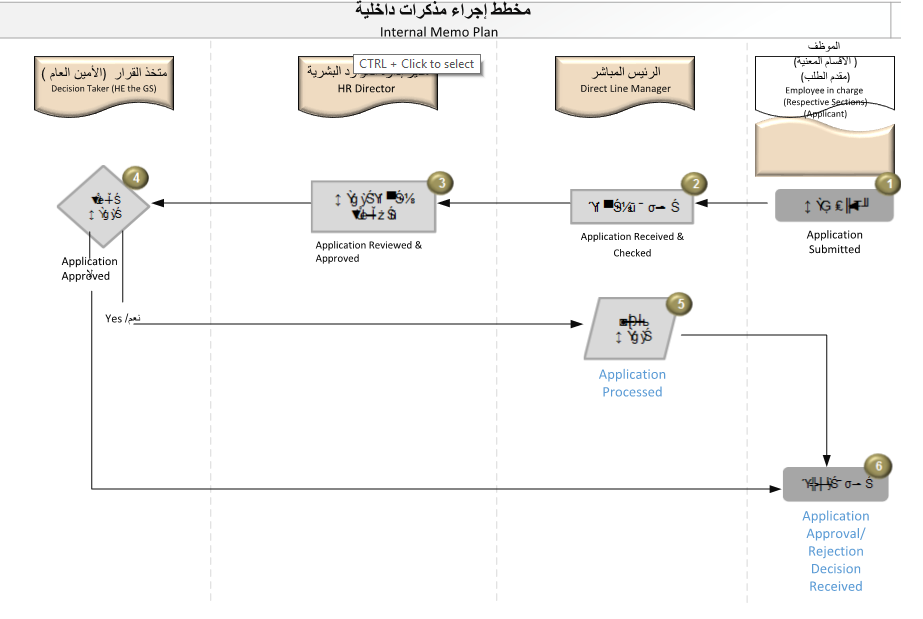 مخطط إجراء مذكرات داخلية
Internal Memo Plan
الموظف
( الأقسام المعنية)
(مقدم الطلب)
Employee in charge
(Respective Sections)
(Applicant)
الرئيس المباشر
Direct Line Manager
CTRL + Click to select
البشرية
HR Director
متخذ القرار (الأمين العام )
Decision Taker (HE the GS)
1
Application
Submitted
2
Application Received &
Checked
3
Application Reviewed &
Approved
4
Application
Approved
Yes /نعم
5
Application
Processed
6
Application
Approval/
Rejection
Decision
Received